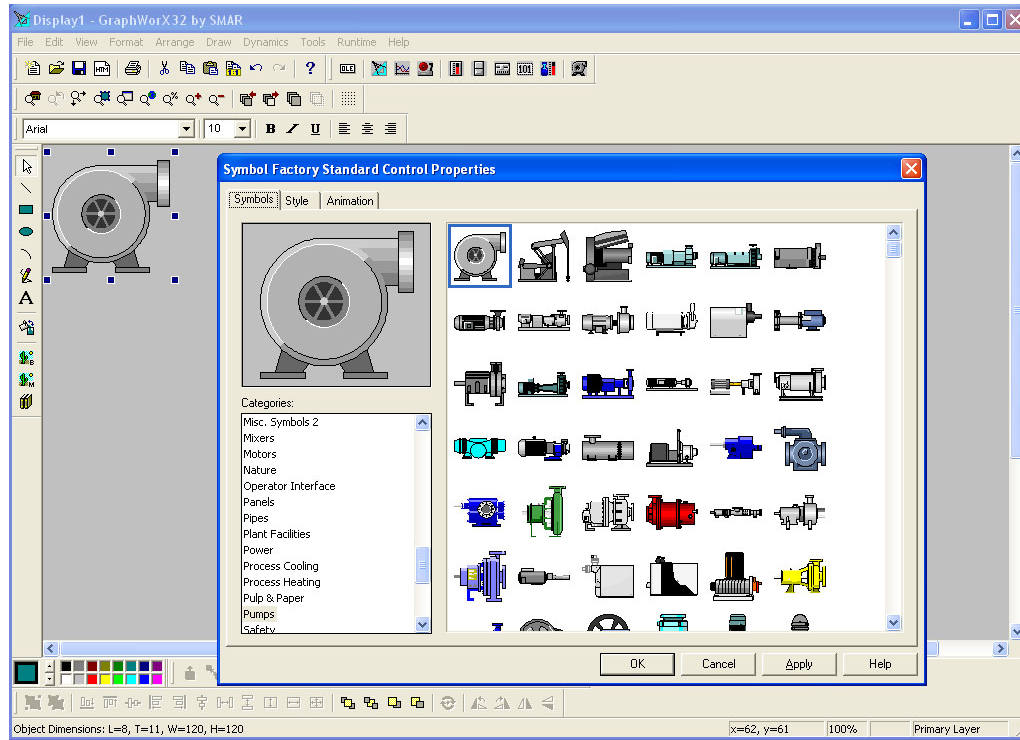 Display1 - GraphWorX32 by SMAR
File Edit View Format Arrange Draw Dynamics Tools Runtime Help
HTM ? OLE 101
%
Arial 10 B I U
Symbol Factory Standard Control Properties
Symbols Style Animation
A
B
M
Categories:
Misc. Symbols 2
Mixers
Motors
Nature
Operator Interface
Panels
Pipes
Plant Facilities
Power
Process Cooling
Process Heating
Pulp & Paper
Pumps
Safety
OK Cancel Apply Help
Object Dimensions: L=8, T=11, W=120, H=120 x=62, y=61 100% Primary Layer